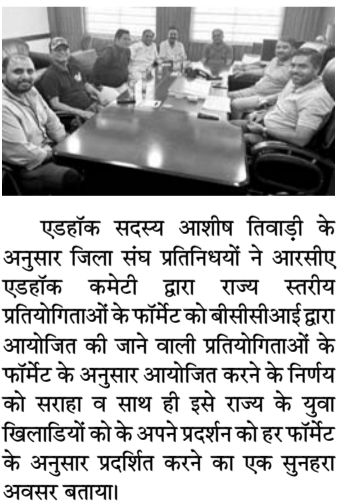 एडहॉक सदस्य आशीष तिवाड़ी के
अनुसार जिला संघ प्रतिनिधयों ने आरसीए
एडहॉक कमेटी द्वारा राज्य स्तरीय
प्रतियोगिताओं के फॉर्मेट को बीसीसीआई द्वारा
आयोजित की जाने वाली प्रतियोगिताओं के
फॉर्मेट के अनुसार आयोजित करने के निर्णय
को सराहा व साथ ही इसे राज्य के युवा
खिलाडियों को के अपने प्रदर्शन को हर फॉर्मेट
के अनुसार प्रदर्शित करने का एक सुनहरा
अवसर बताया।